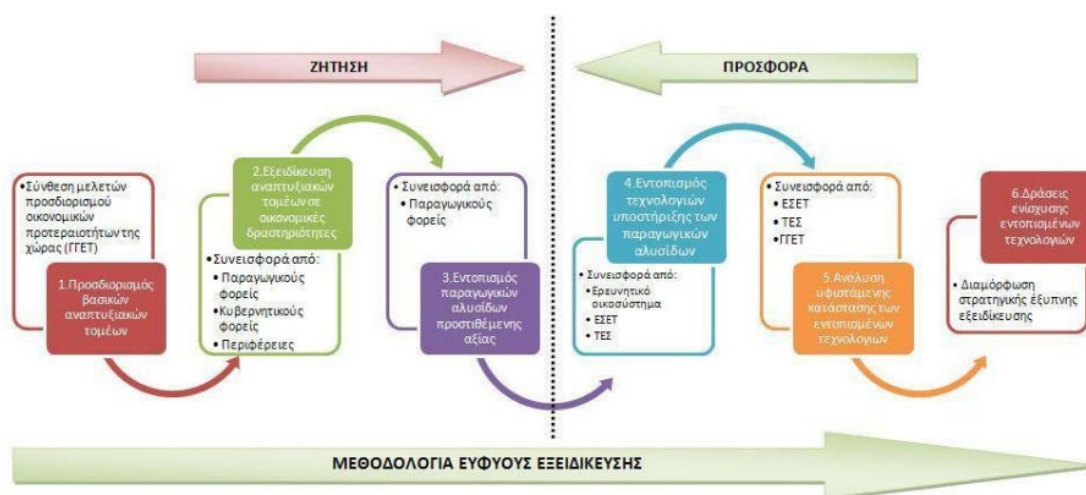 ΖΗΤΗΣΗ
ΠΡΟΣΦΟΡΑ
•Σύνθεση μελετών
προσδιορισμού
οικονομικών
προτεραιοτήτων της
χώρας (ΓΓΕΤ)
1.Προσδιορισμός
βασικών
αναπτυξιακών
τομέων
2.Εξειδίκευση
αναπτυξιακών
τομέων σε
οικονομικές
δραστηριότητες
•Συνεισφορά από:
• Παραγωγικούς
φορείς
•Κυβερνητικούς
φορείς
• Περιφέρειες
• Συνεισφορά από:
• Παραγωγικούς
φορείς
3.Εντοπισμός
παραγωγικών
αλυσίδων
προστιθέμενης
αξίας
4.Εντοπισμός
τεχνολογιών
υποστήριξης των
παραγωγικών
αλυσίδων
• Συνεισφορά από:
•Ερευνητικό
οικοσύστημα
• ΕΣΕΤ
• ΤΕΣ
• Συνεισφορά από:
• ΕΣΕΤ
• ΤΕΣ
•ΓΓΕΤ
5.Ανάλυση
υφιστάμενης
κατάστασης των
εντοπισμένων
τεχνολογιών
6.Δράσεις
ενίσχυσης
εντοπισμένων
τεχνολογιών
• Διαμόρφωση
στρατηγικής έξυπνης
εξειδίκευσης
ΜΕΘΟΔΟΛΟΓΙΑ ΕΥΦΥΟΥΣ ΕΞΕΙΔΙΚΕΥΣΗΣ